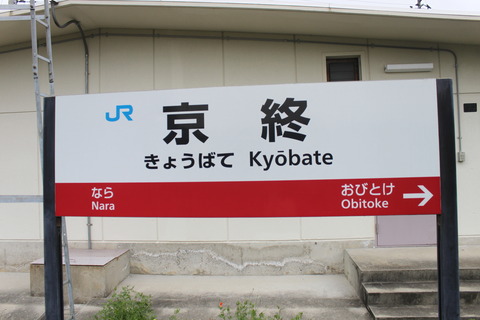 JR 京終
きょうばて Kyōbate
なら おびとけ →
Nara Obitoke